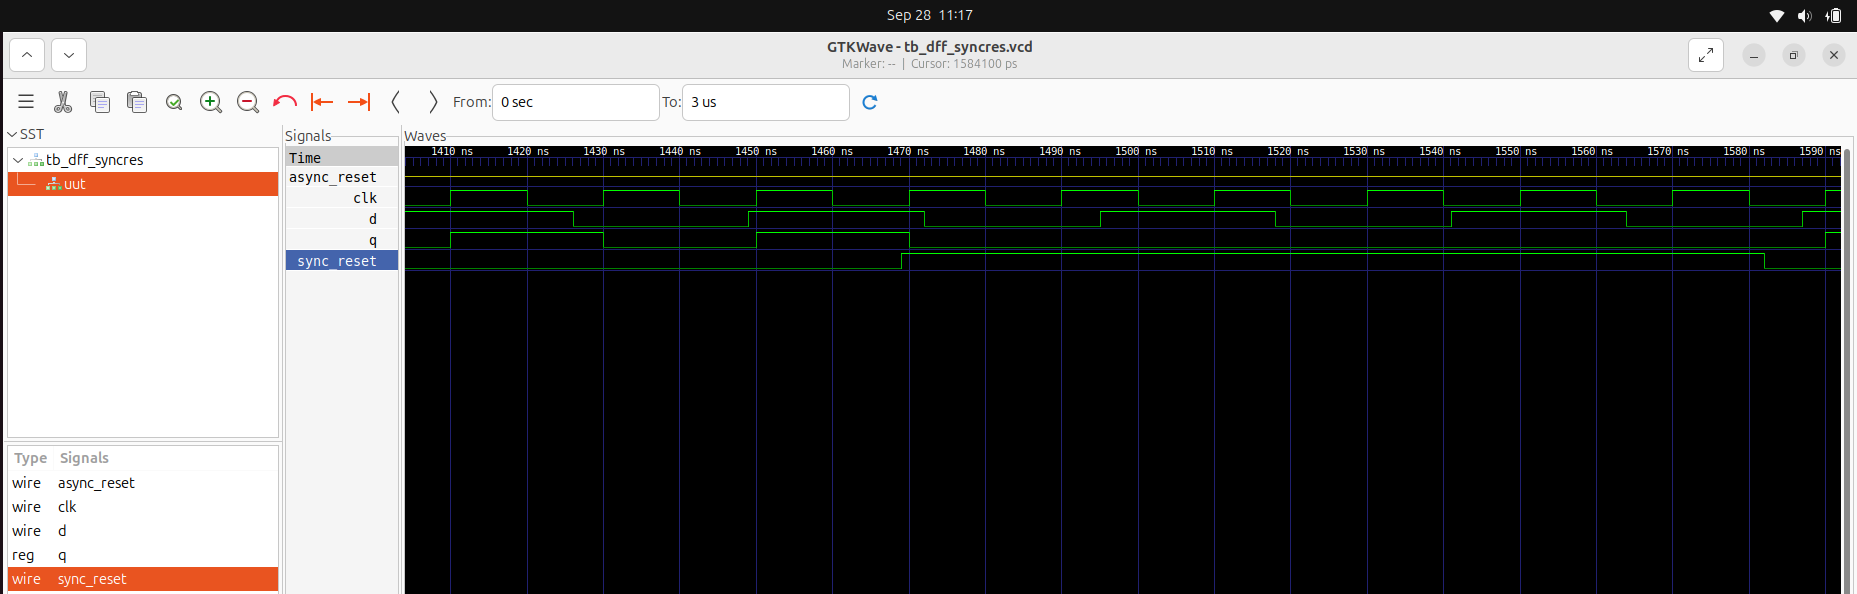 Sep 28 11:17
GTKWave - tb_dff_syncres.vcd
Marker: -- | Cursor: 1584100 ps
From: 0 sec To: 3 us
SST
tb_dff_syncres
uut
Type Signals
wire async_reset
wire clk
wire d
reg q
wire sync_reset
Signals
Time
async_reset
clk
d
q
sync_reset
Waves
1410 ns 1420 ns 1430 ns 1440 ns 1450 ns 1460 ns 1470 ns 1480 ns 1490 ns 1500 ns 1510 ns 1520 ns 1530 ns 1540 ns 1550 ns 1560 ns 1570 ns 1580 ns 1590 ns